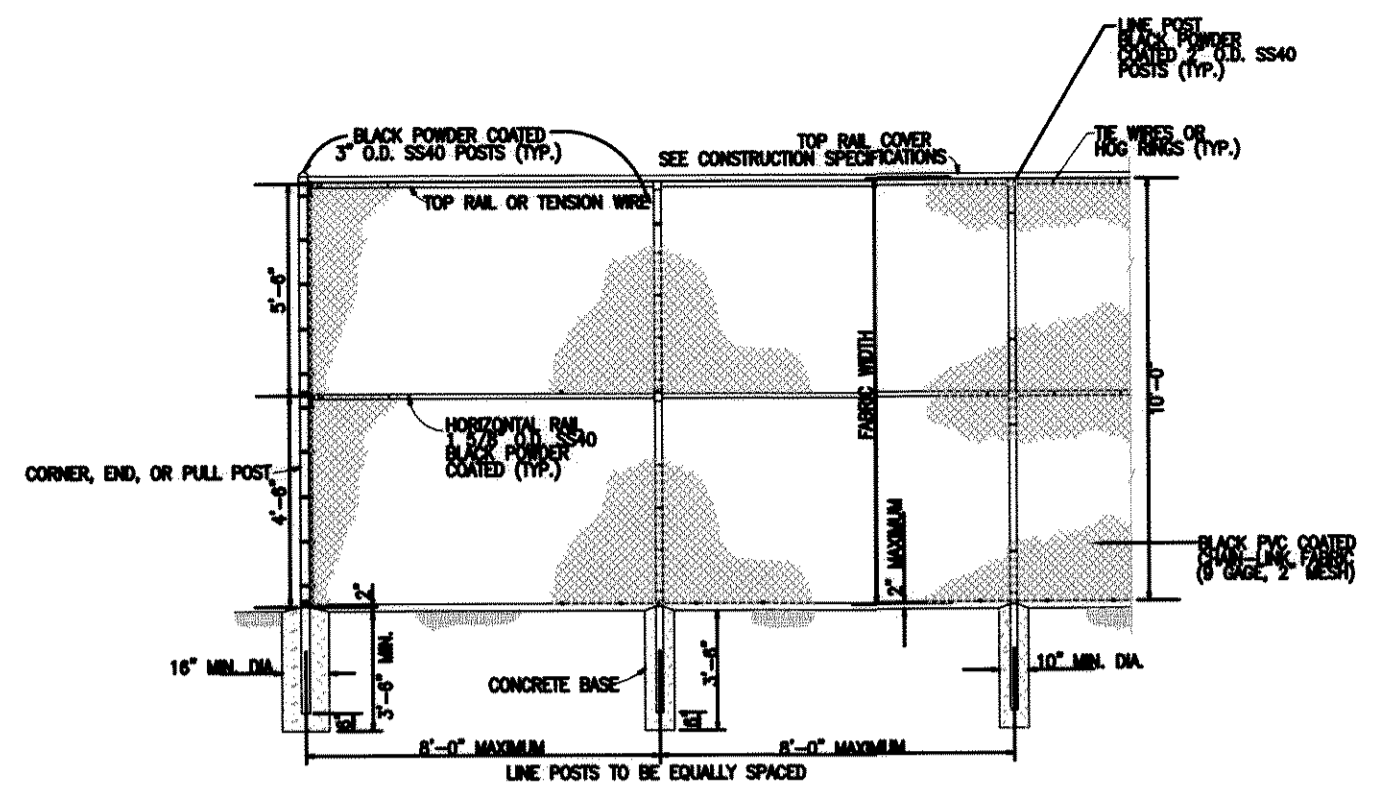 LINE POST
BLACK POWDER
COATED 2" O.D. SS40
POSTS (TYP.)
BLACK POWDER COATED
3" O.D. SS40 POSTS (TYP.)
TOP RAIL COVER
SEE CONSTRUCTION SPECIFICATIONS
TIE WIRES OR
HOG RINGS (TYP.)
TOP RAIL OR TENSION WIRE
5'-6"
FABRIC WIDTH
10'-0"
HORIZONTAL RAIL
1 5/8" O.D. SS40
BLACK POWDER
COATED (TYP.)
CORNER, END, OR PULL POST
4'-6"
2" MAXIMUM
BLACK PVC COATED
CHAIN-LINK FABRIC
(9 GAGE, 2" MESH)
2"
16" MIN. DIA.
3'-6" MIN.
CONCRETE BASE
3'-6"
10" MIN. DIA.
6"
6"
8'-0" MAXIMUM
8'-0" MAXIMUM
LINE POSTS TO BE EQUALLY SPACED